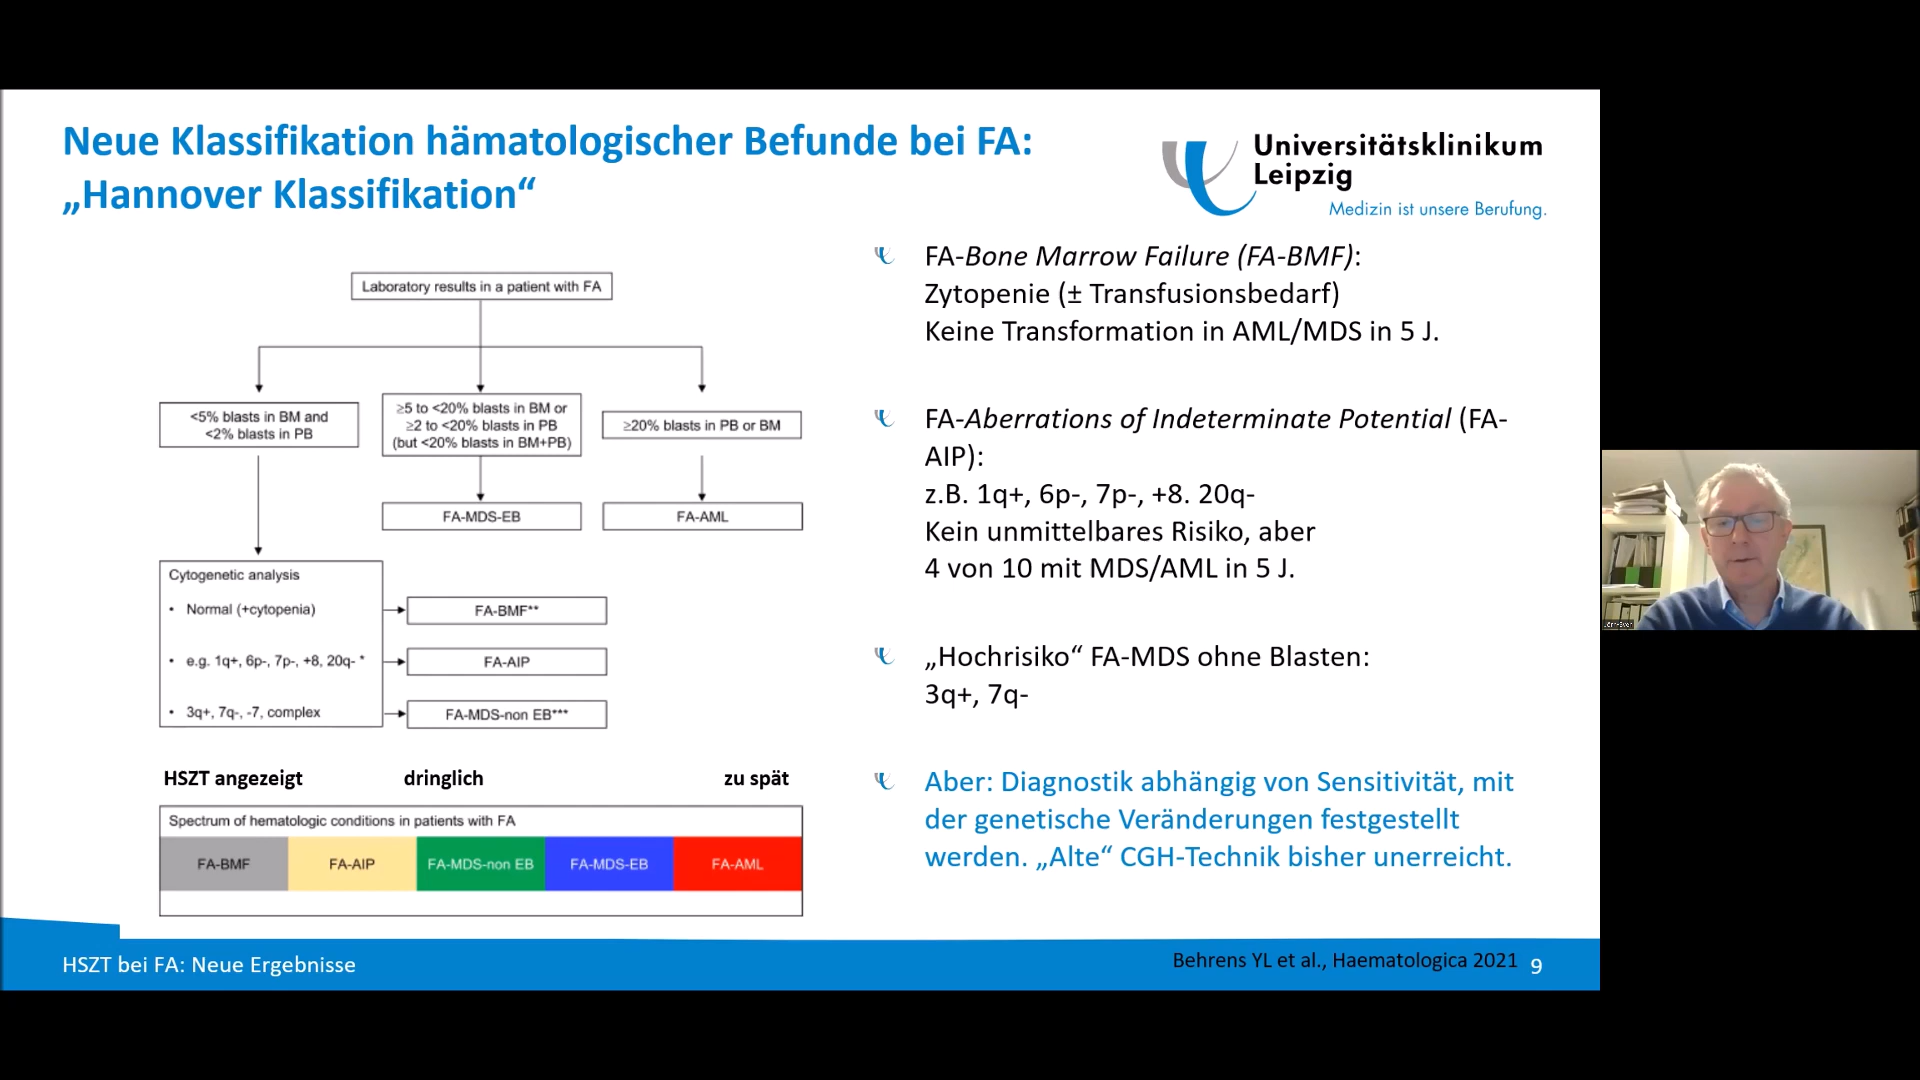 Neue Klassifikation hämatologischer Befunde bei FA:
„Hannover Klassifikation“
Universitätsklinikum
Leipzig
Medizin ist unsere Berufung.
Laboratory results in a patient with FA
<5% blasts in BM and
<2% blasts in PB
≥5 to <20% blasts in BM or
≥2 to <20% blasts in PB
(but <20% blasts in BM+PB)
≥20% blasts in PB or BM
FA-MDS-EB
FA-AML
Cytogenetic analysis
• Normal (+cytopenia)
FA-BMF**
• e.g. 1q+, 6p-, 7p-, +8, 20q- *
FA-AIP
• 3q+, 7q-, -7, complex
FA-MDS-non EB***
HSZT angezeigt dringlich zu spät
Spectrum of hematologic conditions in patients with FA
FA-BMF FA-AIP FA-MDS-non EB FA-MDS-EB FA-AML
FA-Bone Marrow Failure (FA-BMF):
Zytopenie (± Transfusionsbedarf)
Keine Transformation in AML/MDS in 5 J.
FA-Aberrations of Indeterminate Potential (FA-
AIP):
z.B. 1q+, 6p-, 7p-, +8. 20q-
Kein unmittelbares Risiko, aber
4 von 10 mit MDS/AML in 5 J.
„Hochrisiko“ FA-MDS ohne Blasten:
3q+, 7q-
Aber: Diagnostik abhängig von Sensitivität, mit
der genetische Veränderungen festgestellt
werden. „Alte“ CGH-Technik bisher unerreicht.
HSZT bei FA: Neue Ergebnisse
Behrens YL et al., Haematologica 2021
9